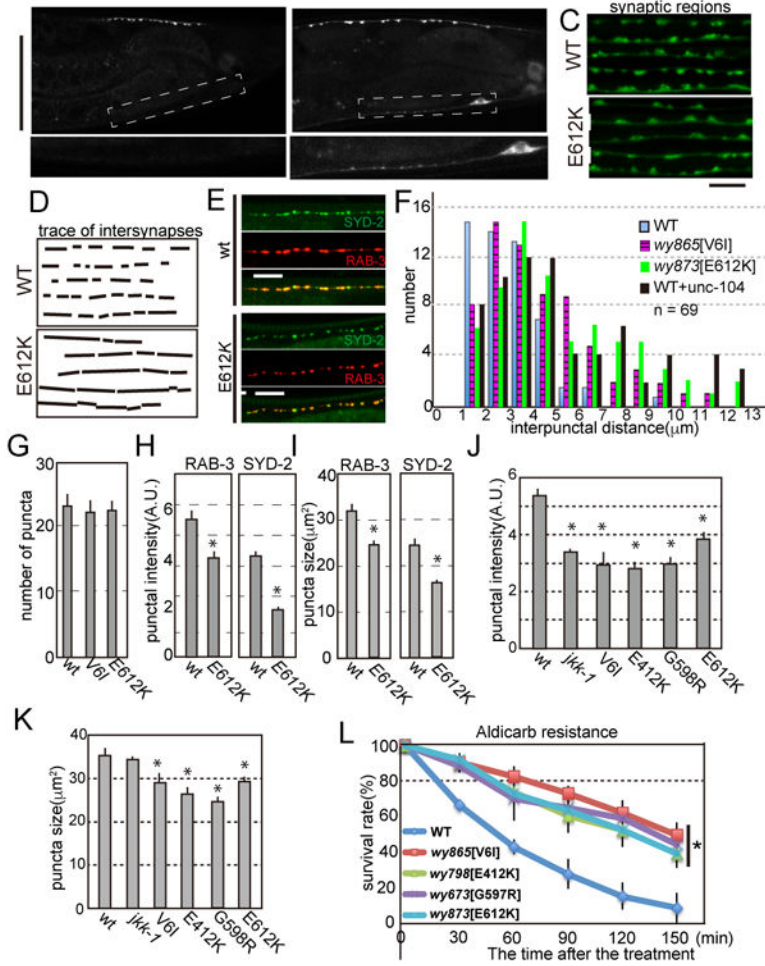 synaptic regions
C
WT
E612K
D
trace of intersynapses
WT
E612K
E
wt
SYD-2
RAB-3
E612K
SYD-2
RAB-3
F
number
16
12
8
4
0
WT
wy865[V6I]
wy873[E612K]
WT+unc-104
n = 69
0 1 2 3 4 5 6 7 8 9 10 11 12 13
interpunctal distance(μm)
G
number of puncta
30
20
10
0
wt V6I E612K
H
RAB-3 SYD-2
punctal intensity(A.U.)
6
4
2
0
* *
wt E612K wt E612K
I
RAB-3 SYD-2
puncta size(μm²)
40
30
20
10
0
* *
wt E612K wt E612K
J
punctal intensity(A.U.)
6
4
3
2
0
* * * * *
wt jkk-1 V6I E412K G598R E612K
K
puncta size(μm²)
40
30
20
10
0
* * * *
wt jkk-1 V6I E412K G598R E612K
L
Aldicarb resistance
survival rate(%)
100
80
60
40
20
0
WT
wy865[V6I]
wy798[E412K]
wy673[G597R]
wy873[E612K]
*
0 30 60 90 120 150 (min)
The time after the treatment